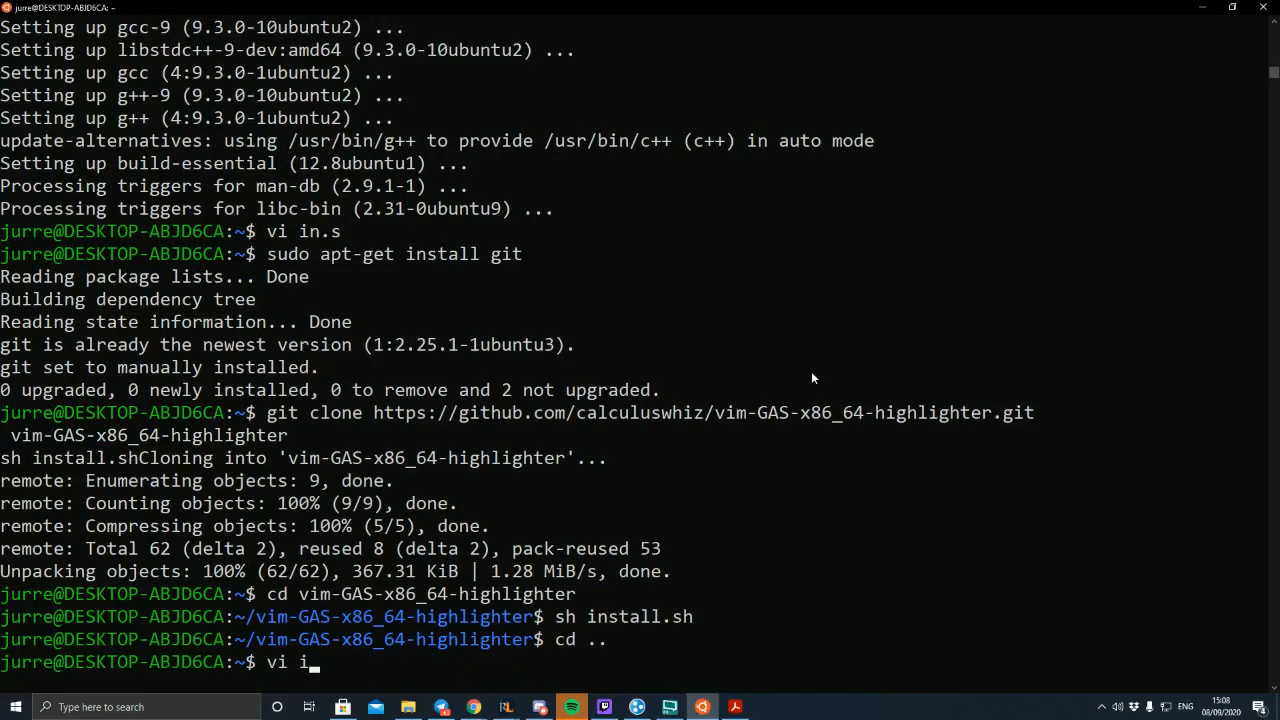 jurre@DESKTOP-ABJD6CA: ~
Setting up gcc-9 (9.3.0-10ubuntu2) ...
Setting up libstdc++-9-dev:amd64 (9.3.0-10ubuntu2) ...
Setting up gcc (4:9.3.0-1ubuntu2) ...
Setting up g++-9 (9.3.0-10ubuntu2) ...
Setting up g++ (4:9.3.0-1ubuntu2) ...
update-alternatives: using /usr/bin/g++ to provide /usr/bin/c++ (c++) in auto mode
Setting up build-essential (12.8ubuntu1) ...
Processing triggers for man-db (2.9.1-1) ...
Processing triggers for libc-bin (2.31-0ubuntu9) ...
jurre@DESKTOP-ABJD6CA:~$ vi in.s
jurre@DESKTOP-ABJD6CA:~$ sudo apt-get install git
Reading package lists... Done
Building dependency tree
Reading state information... Done
git is already the newest version (1:2.25.1-1ubuntu3).
git set to manually installed.
0 upgraded, 0 newly installed, 0 to remove and 2 not upgraded.
jurre@DESKTOP-ABJD6CA:~$ git clone https://github.com/calculuswhiz/vim-GAS-x86_64-highlighter.git
 vim-GAS-x86_64-highlighter
sh install.shCloning into 'vim-GAS-x86_64-highlighter'...
remote: Enumerating objects: 9, done.
remote: Counting objects: 100% (9/9), done.
remote: Compressing objects: 100% (5/5), done.
remote: Total 62 (delta 2), reused 8 (delta 2), pack-reused 53
Unpacking objects: 100% (62/62), 367.31 KiB | 1.28 MiB/s, done.
jurre@DESKTOP-ABJD6CA:~$ cd vim-GAS-x86_64-highlighter
jurre@DESKTOP-ABJD6CA:~/vim-GAS-x86_64-highlighter$ sh install.sh
jurre@DESKTOP-ABJD6CA:~/vim-GAS-x86_64-highlighter$ cd ..
jurre@DESKTOP-ABJD6CA:~$ vi i_
Type here to search
ENG
15:08
08/09/2020